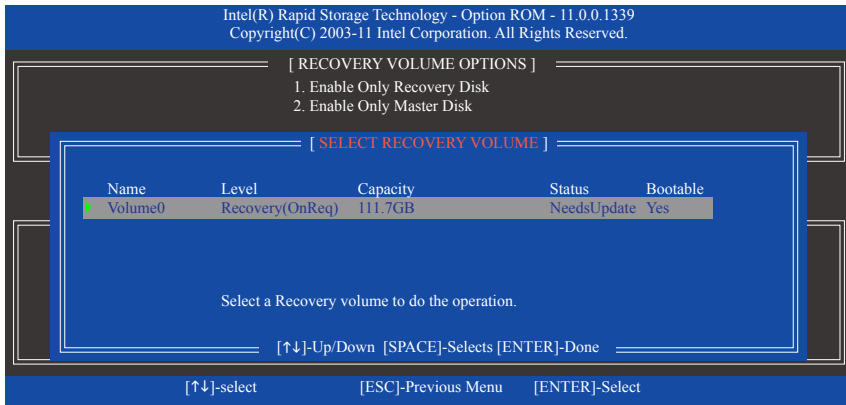 Intel(R) Rapid Storage Technology - Option ROM - 11.0.0.1339
Copyright(C) 2003-11 Intel Corporation. All Rights Reserved.
[ RECOVERY VOLUME OPTIONS ]
1. Enable Only Recovery Disk
2. Enable Only Master Disk
[ SELECT RECOVERY VOLUME ]
Name Level Capacity Status Bootable
Volume0 Recovery(OnReq) 111.7GB NeedsUpdate Yes
Select a Recovery volume to do the operation.
[↑↓]-Up/Down [SPACE]-Selects [ENTER]-Done
[↑↓]-select [ESC]-Previous Menu [ENTER]-Select